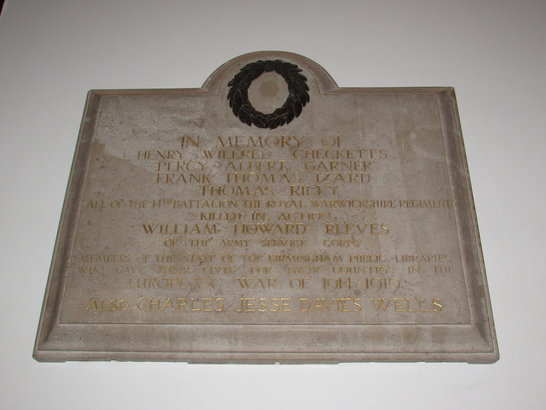 IN MEMORY OF
HENRY WILFRED CHECKETTS
PERCY ALBERT GARNER
FRANK THOMAS IZARD
THOMAS RILEY
ALL OF THE 14TH BATTALION THE ROYAL WARWICKSHIRE REGIMENT
KILLED IN ACTION
WILLIAM HOWARD REEVES
OF THE ARMY SERVICE CORPS
MEMBERS OF THE STAFF OF THE BIRMINGHAM PUBLIC LIBRARIES
WHO GAVE THEIR LIVES FOR THEIR COUNTRY IN THE
EUROPEAN WAR OF 1914-1919
ALSO CHARLES JESSE DAVIES WELLS